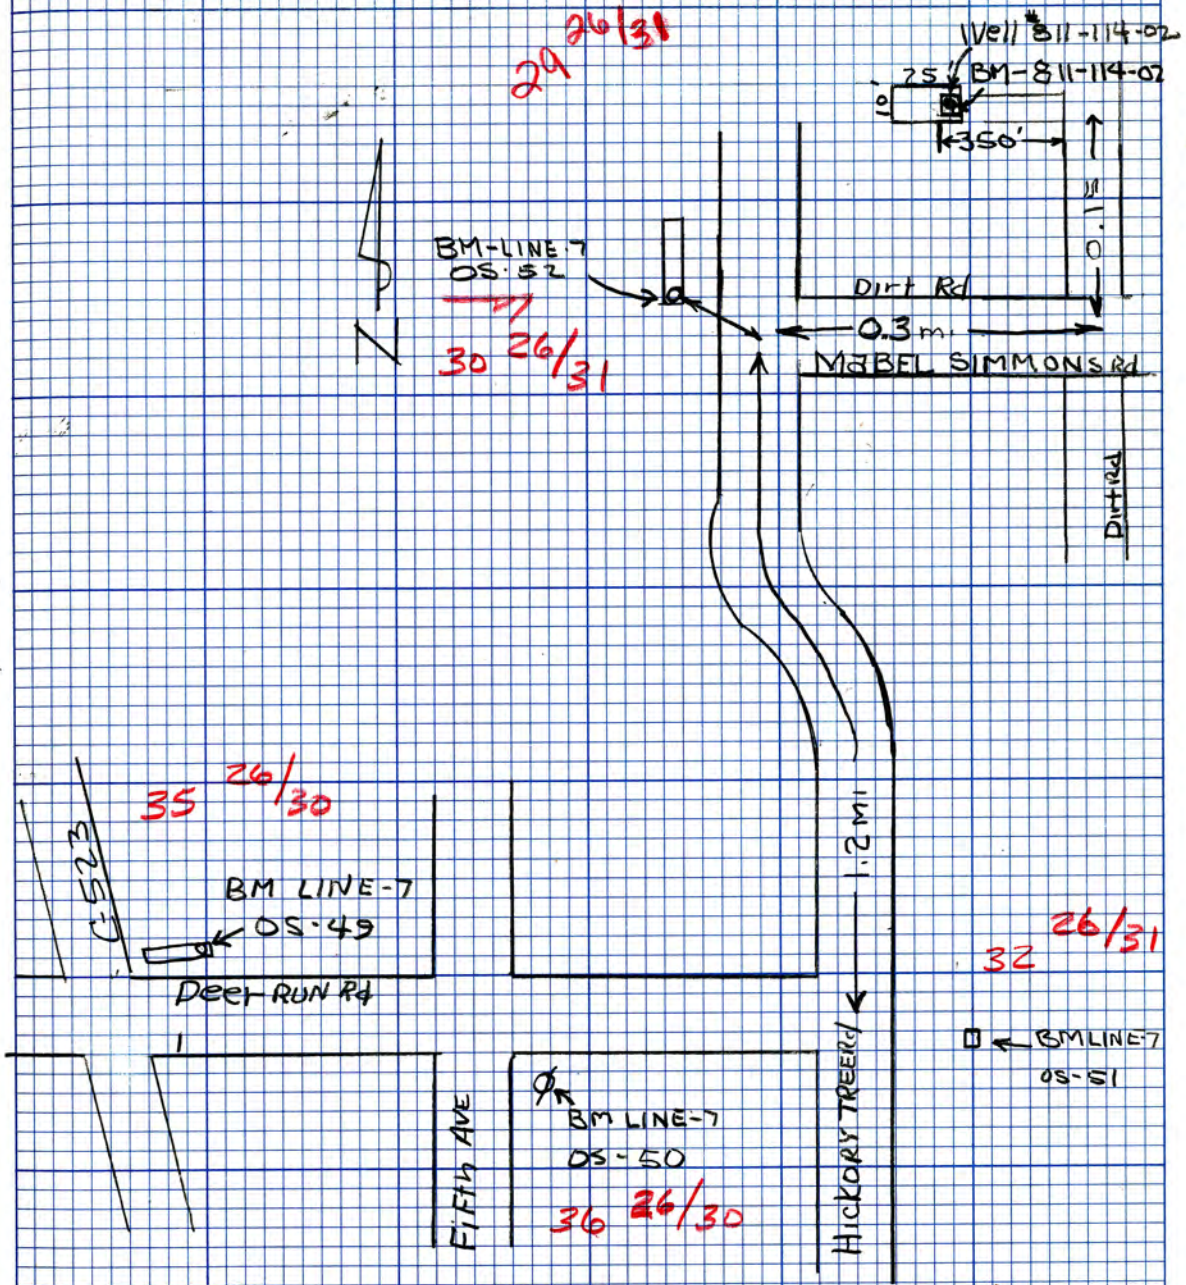 29 26/31
Well #811-114-02
BM-811-114-02
25'
10'
350'
0.15
BM-LINE-7
OS-52
30 26/31
N
Dirt Rd
0.3 mi
MABEL SIMMONS Rd
Dirt Rd
35 26/30
C-523
BM LINE-7
OS-49
Deer RUN Rd
1.2 MI
32 26/31
BM LINE-7
OS-51
Fifth AVE
BM LINE-7
OS-50
36 26/30
HICKORY TREE Rd